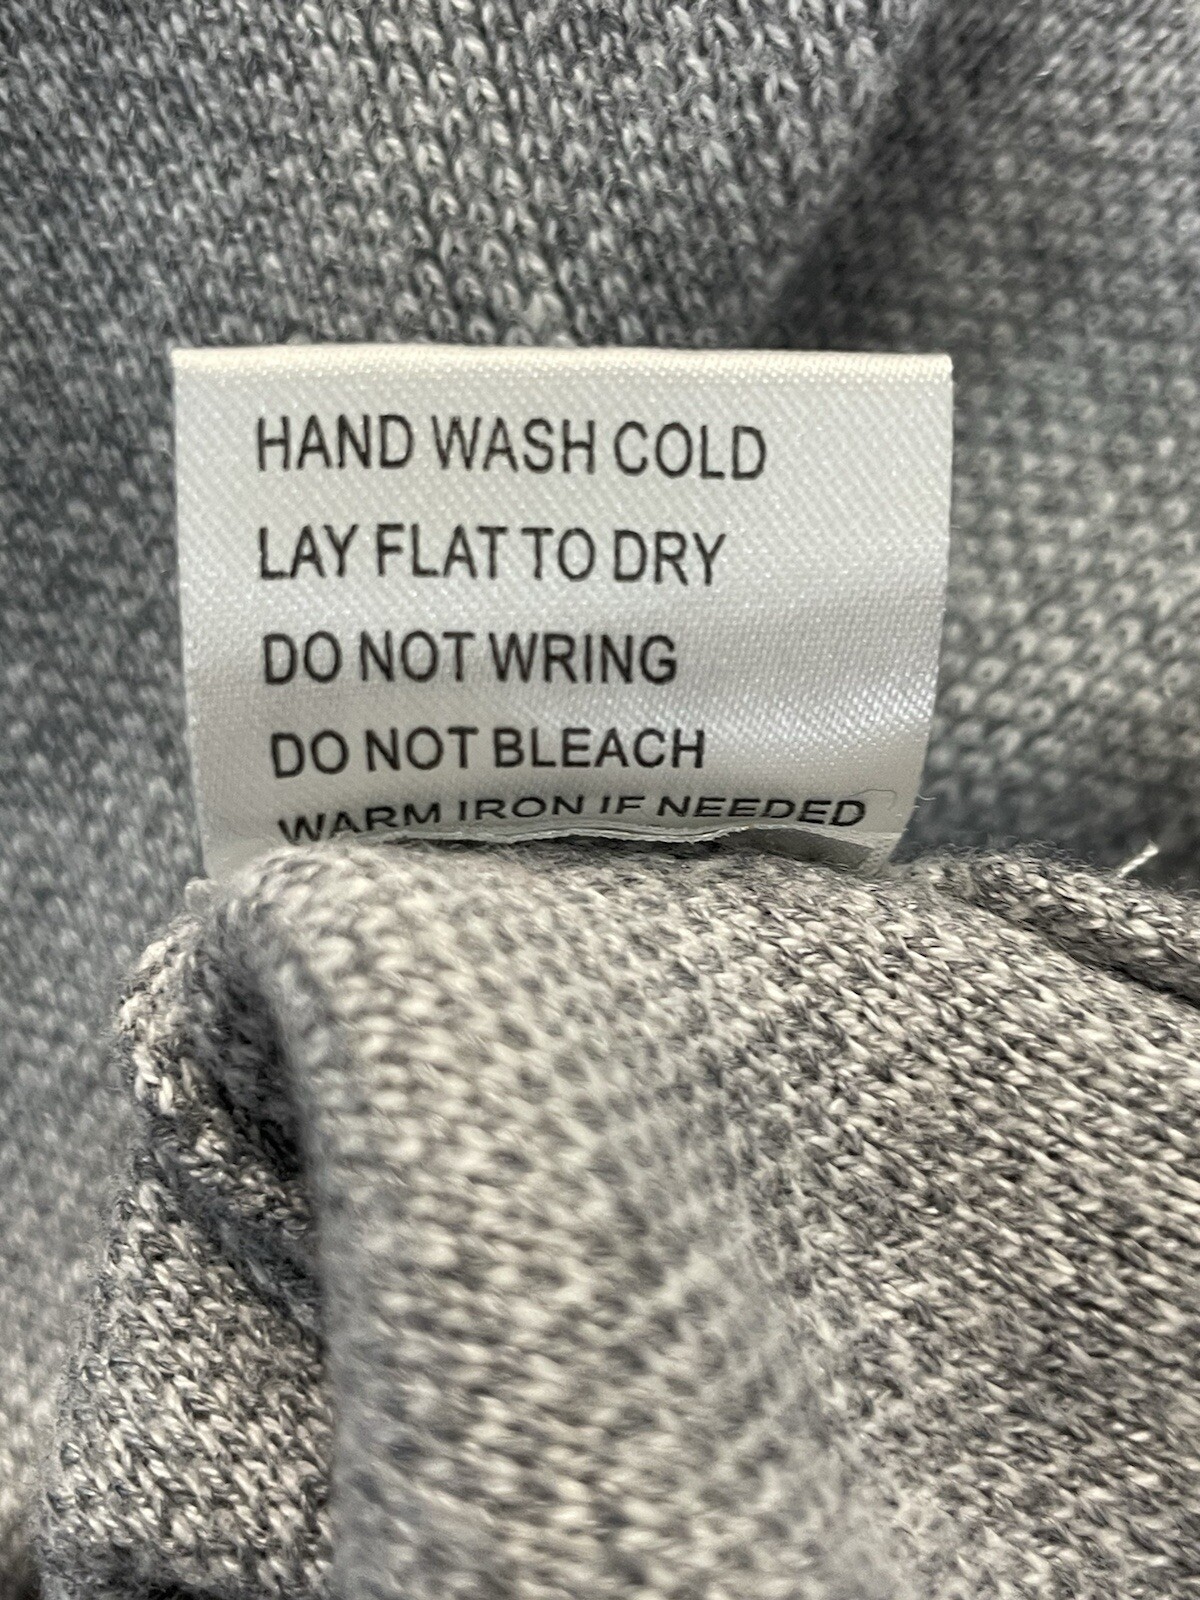 HAND WASH COLD
LAY FLAT TO DRY
DO NOT WRING
DO NOT BLEACH
WARM IRON IF NEEDED